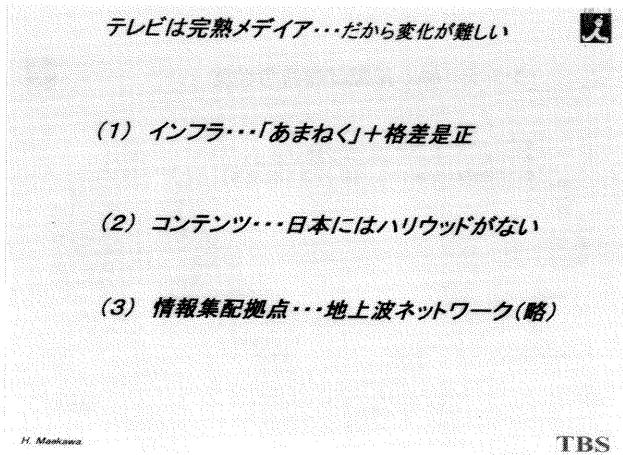 テレビは完熟メデイア・・・だから変化が難しい
(1) インフラ・・・「あまねく」+格差是正
(2) コンテンツ・・・日本にはハリウッドがない
(3) 情報集配拠点・・・地上波ネットワーク(略)
H. Maekawa
TBS